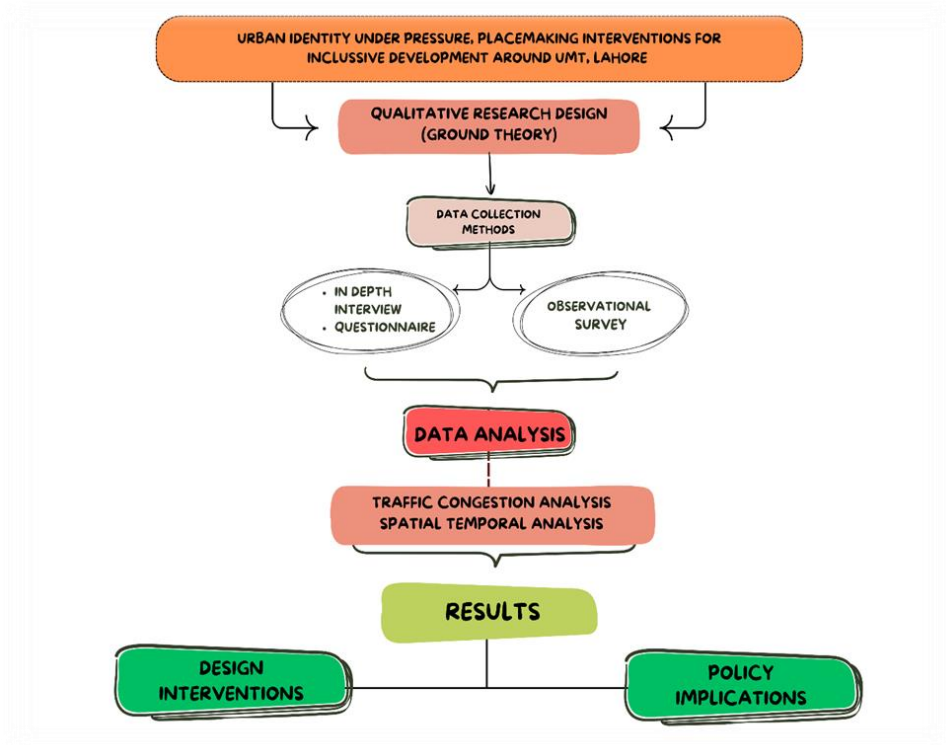 URBAN IDENTITY UNDER PRESSURE, PLACEMAKING INTERVENTIONS FOR
INCLUSSIVE DEVELOPMENT AROUND UMT, LAHORE
QUALITATIVE RESEARCH DESIGN
(GROUND THEORY)
DATA COLLECTION
METHODS
• IN DEPTH
INTERVIEW
• QUESTIONNAIRE
OBSERVATIONAL
SURVEY
DATA ANALYSIS
TRAFFIC CONGESTION ANALYSIS
SPATIAL TEMPORAL ANALYSIS
RESULTS
DESIGN
INTERVENTIONS
POLICY
IMPLICATIONS